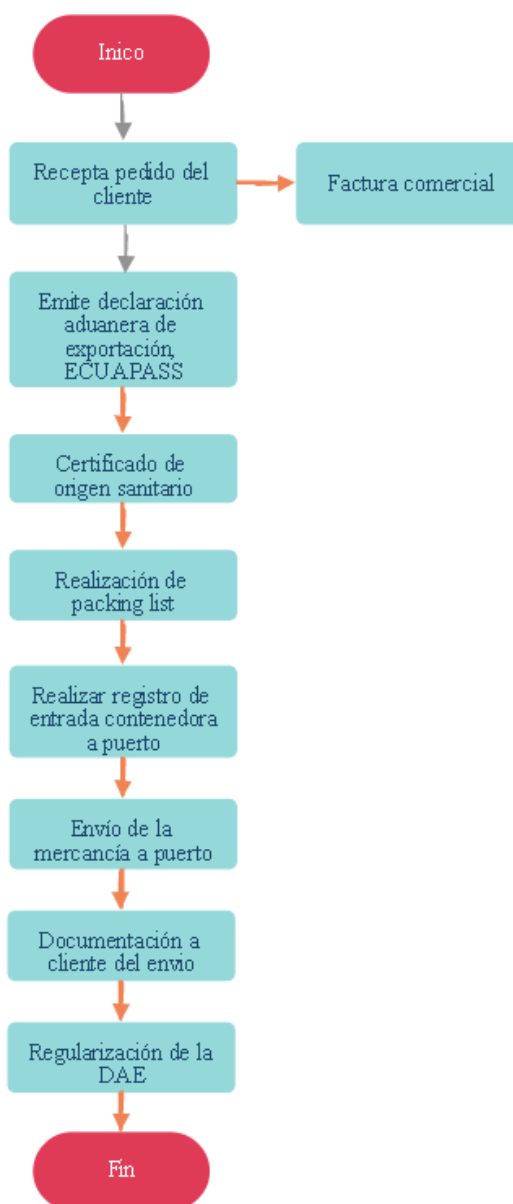 Inico
Recepta pedido del
cliente
Factura comercial
Emite declaración
aduanera de
exportación,
ECUAPASS
Certificado de
origen sanitario
Realización de
packing list
Realizar registro de
entrada contenedora
a puerto
Envío de la
mercancía a puerto
Documentación a
cliente del envio
Regularización de la
DAE
Fin